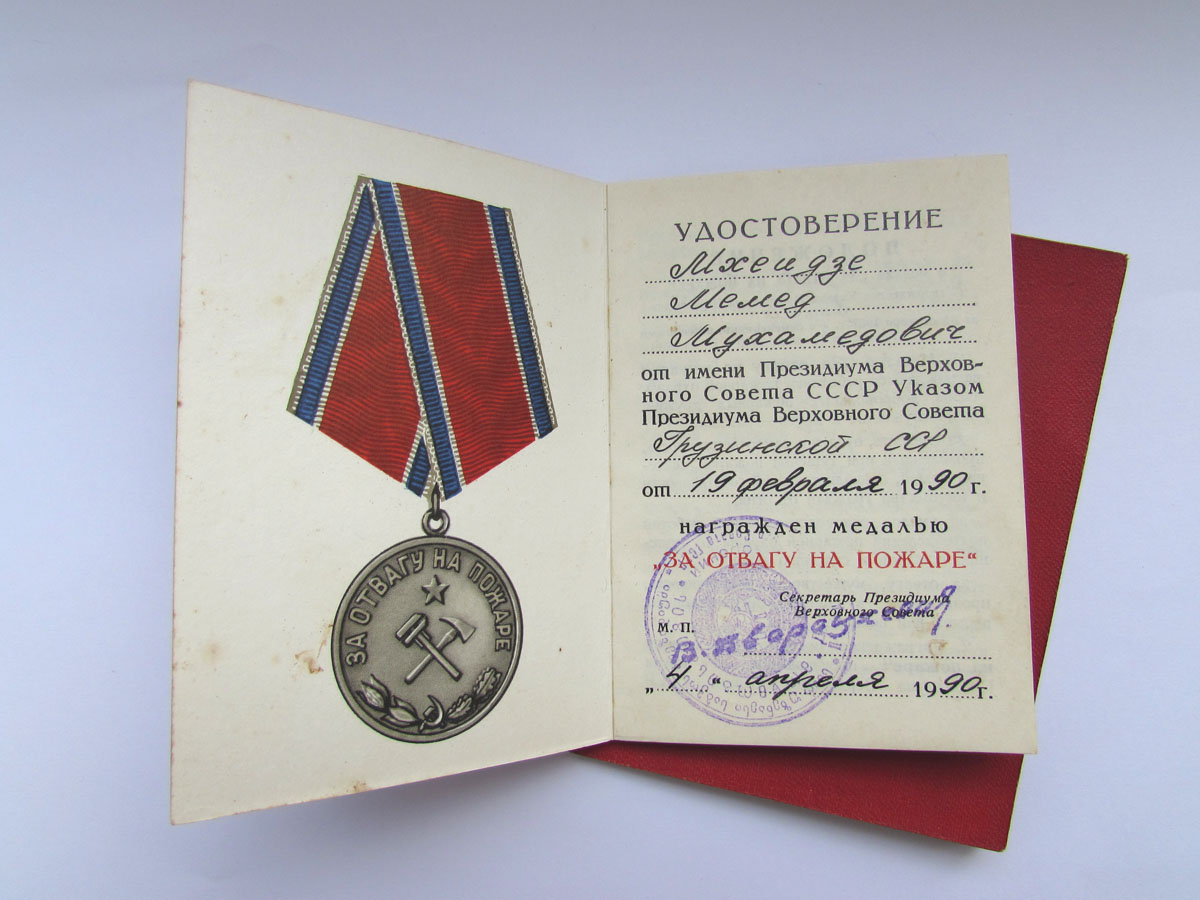 ЗА ОТВАГУ НА ПОЖАРЕ
УДОСТОВЕРЕНИЕ
Мхеидзе
Мемед
Мухамедович
от имени Президиума Верхов-
ного Совета СССР Указом
Президиума Верховного Совета
Грузинской ССР
от 19 февраля 1990 г.
награжден медалью
„ЗА ОТВАГУ НА ПОЖАРЕ“
Секретарь Президиума
Верховного Совета
М. П.
„4“ апреля 1990 г.